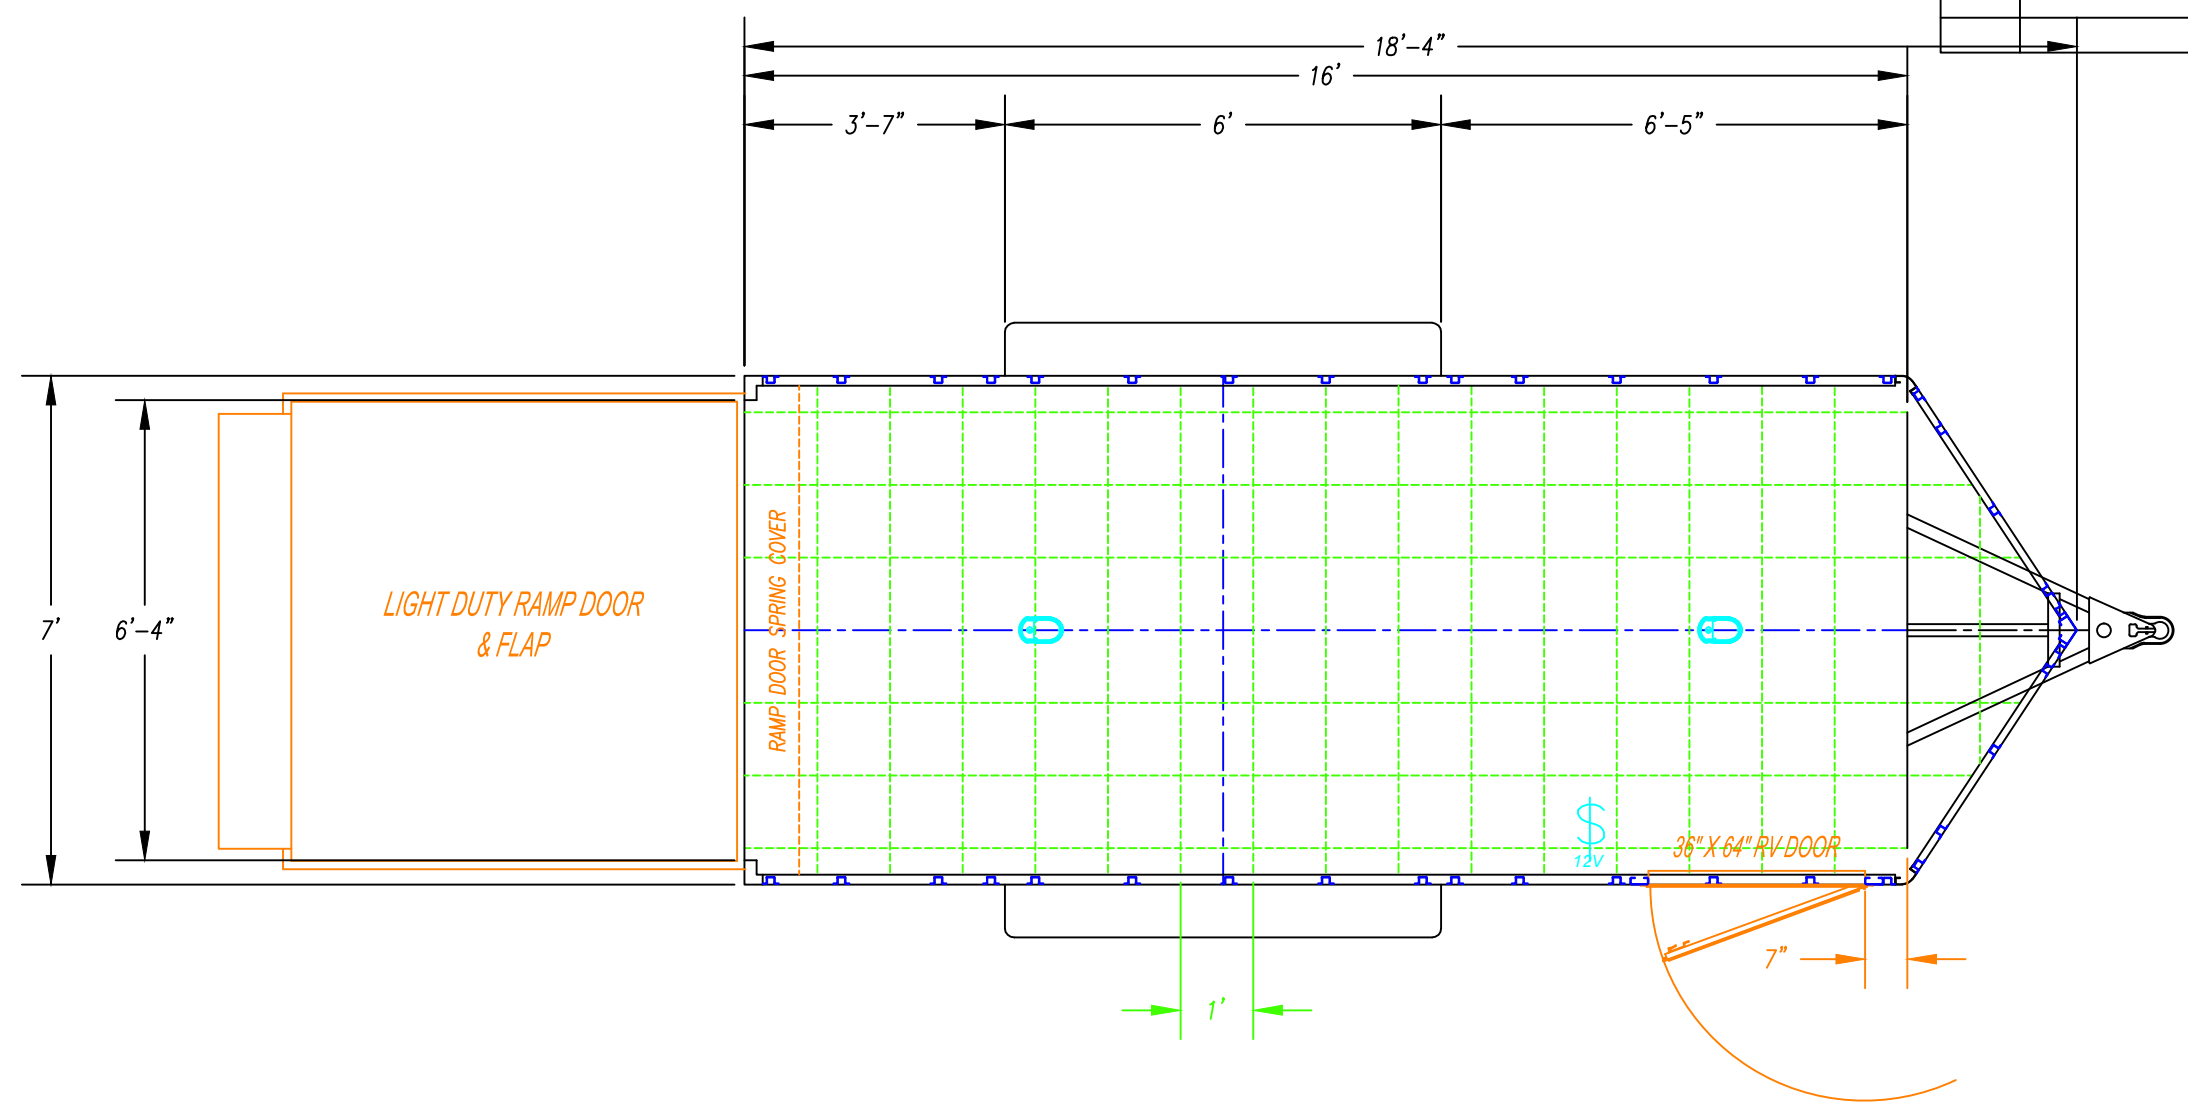 18'-4"
16'
3'-7"
6'
6'-5"
7'
6'-4"
LIGHT DUTY RAMP DOOR
& FLAP
RAMP DOOR SPRING COVER
$
12V
36" X 64" RV DOOR
7"
1'